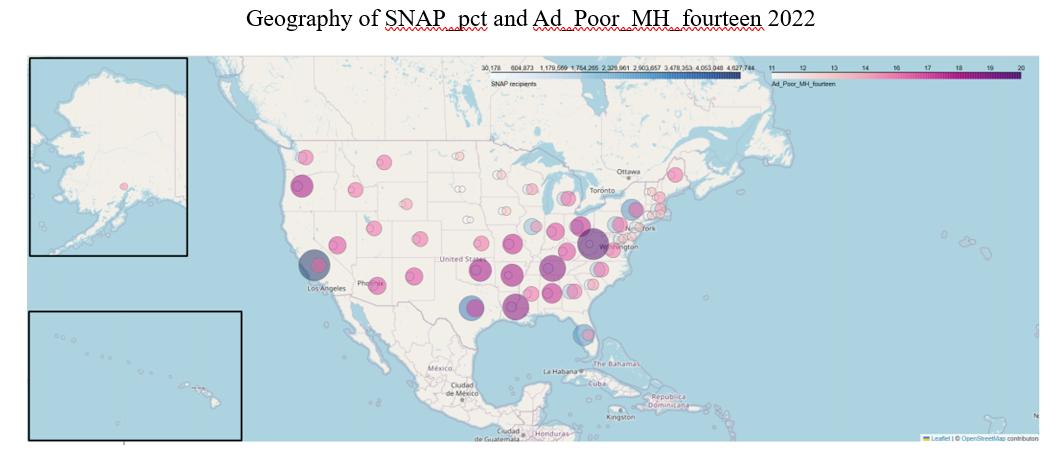 Geography of SNAP_pct and Ad_Poor_MH_fourteen 2022
30,178 604,873 1,179,569 1,754,265 2,328,961 2,903,657 3,478,353 4,053,048 4,627,744
SNAP recipients
11 12 13 14 16 17 18 19 20
Ad_Poor_MH_fourteen
Ottawa
Toronto
New York
Washington
United States
Los Angeles
Phoenix
México
Ciudad
de México
La Habana
The Bahamas
Cuba
Kingston
República
Dominicana
Ciudad
de Guatemala
Honduras
Leaflet | © OpenStreetMap contributors